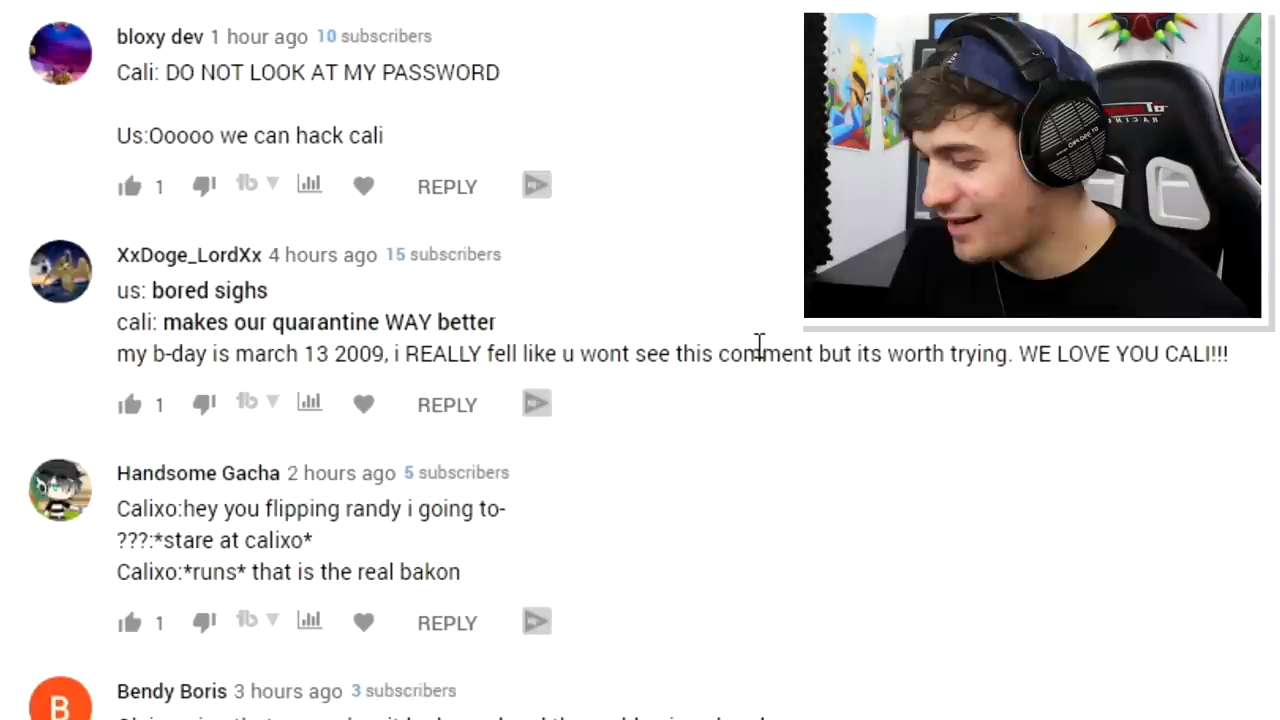 bloxy dev 1 hour ago 10 subscribers
Cali: DO NOT LOOK AT MY PASSWORD
Us:Ooooo we can hack cali
1 REPLY
XxDoge_LordXx 4 hours ago 15 subscribers
us: bored sighs
cali: makes our quarantine WAY better
my b-day is march 13 2009, i REALLY fell like u wont see this comment but its worth trying. WE LOVE YOU CALI!!!
1 REPLY
Handsome Gacha 2 hours ago 5 subscribers
Calixo:hey you flipping randy i going to-
???:*stare at calixo*
Calixo:*runs* that is the real bakon
1 REPLY
B
Bendy Boris 3 hours ago 3 subscribers